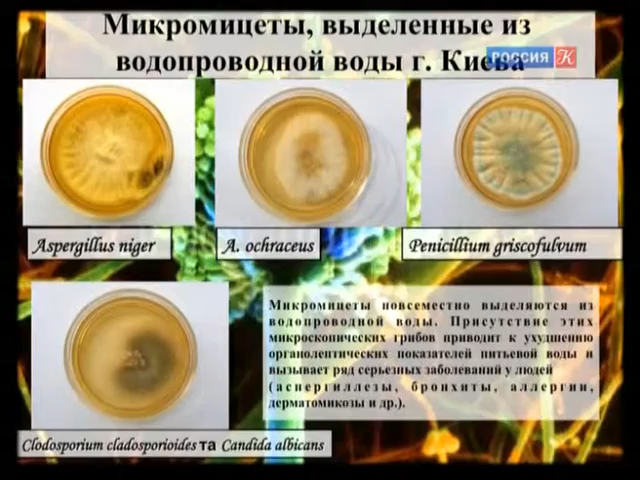 Микромицеты, выделенные из
водопроводной воды г. Киева
РОССИЯ К
Aspergillus niger
A. ochraceus
Penicillium griscofulvum
Микромицеты повсеместно выделяются из
водопроводной воды. Присутствие этих
микроскопических грибов приводит к ухудшению
органолептических показателей питьевой воды и
вызывает ряд серьезных заболеваний у людей
(аспергиллезы, бронхиты, аллергии,
дерматомикозы и др.).
Clodosporium cladosporioides та Candida albicans